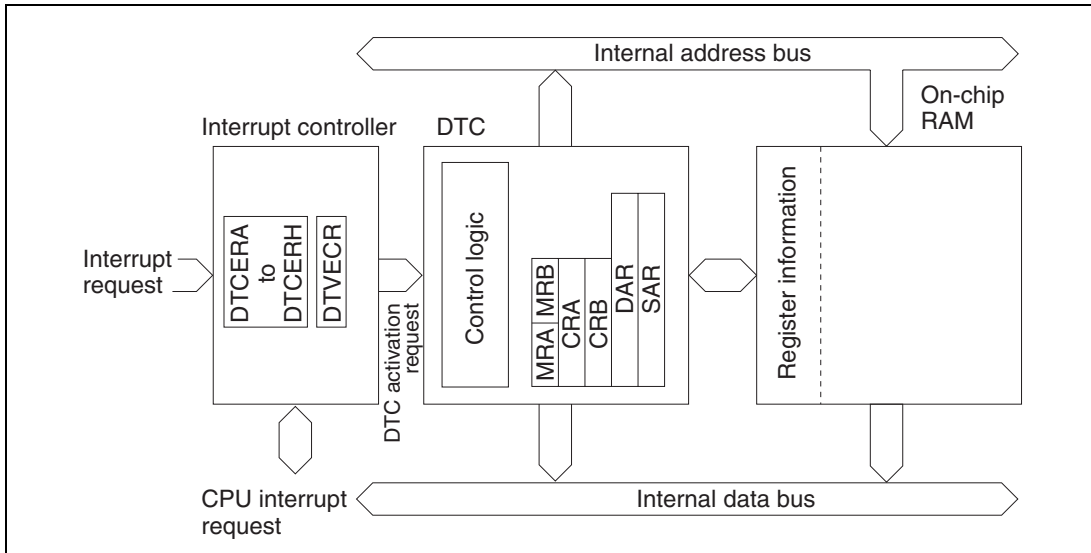 Internal address bus
On-chip
RAM
Interrupt controller
DTC
Interrupt
request
DTCERA
to
DTCERH
DTVECR
DTC activation
request
Control logic
MRA
MRB
CRA
CRB
DAR
SAR
Register information
CPU interrupt
request
Internal data bus